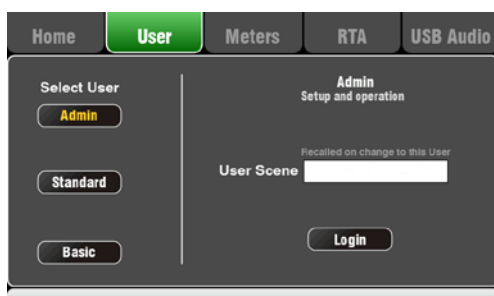 Home User Meters RTA USB Audio
Select User
Admin
Standard
Basic
Admin
Setup and operation
Recalled on change to this User
User Scene
Login